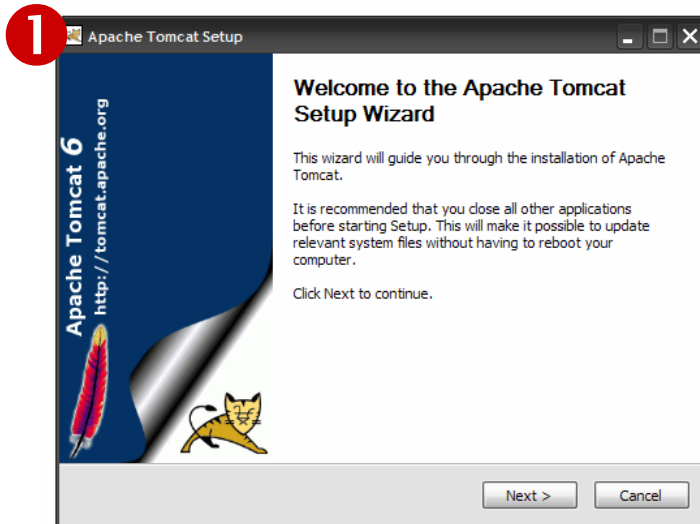 1
Apache Tomcat Setup
Apache Tomcat 6
http://tomcat.apache.org
Welcome to the Apache Tomcat
Setup Wizard
This wizard will guide you through the installation of Apache
Tomcat.
It is recommended that you close all other applications
before starting Setup. This will make it possible to update
relevant system files without having to reboot your
computer.
Click Next to continue.
Next >
Cancel